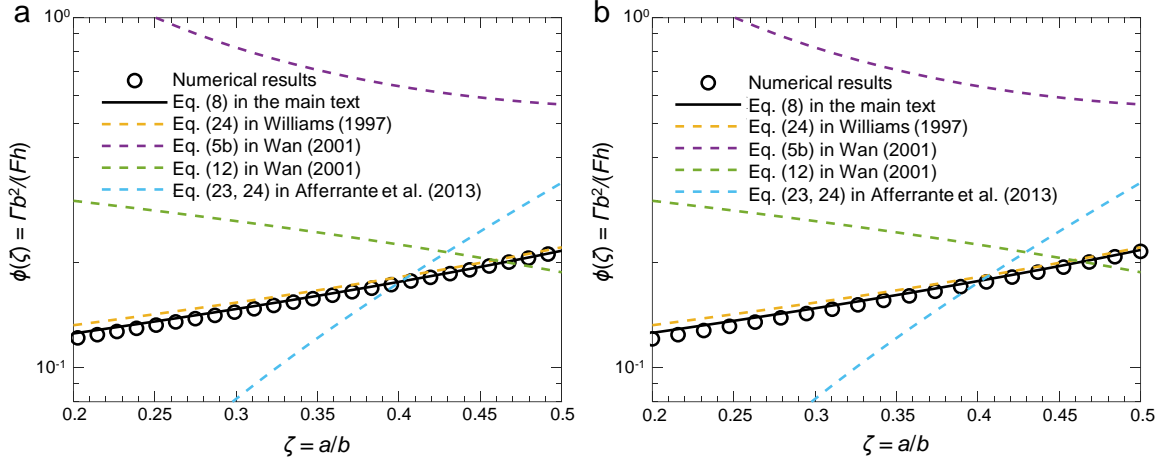 a
10⁰
Numerical results
Eq. (8) in the main text
Eq. (24) in Williams (1997)
Eq. (5b) in Wan (2001)
Eq. (12) in Wan (2001)
Eq. (23, 24) in Afferrante et al. (2013)
ϕ(ζ) = Γb²/(Fh)
10⁻¹
0.2 0.25 0.3 0.35 0.4 0.45 0.5
ζ = a/b
b
10⁰
Numerical results
Eq. (8) in the main text
Eq. (24) in Williams (1997)
Eq. (5b) in Wan (2001)
Eq. (12) in Wan (2001)
Eq. (23, 24) in Afferrante et al. (2013)
ϕ(ζ) = Γb²/(Fh)
10⁻¹
0.2 0.25 0.3 0.35 0.4 0.45 0.5
ζ = a/b